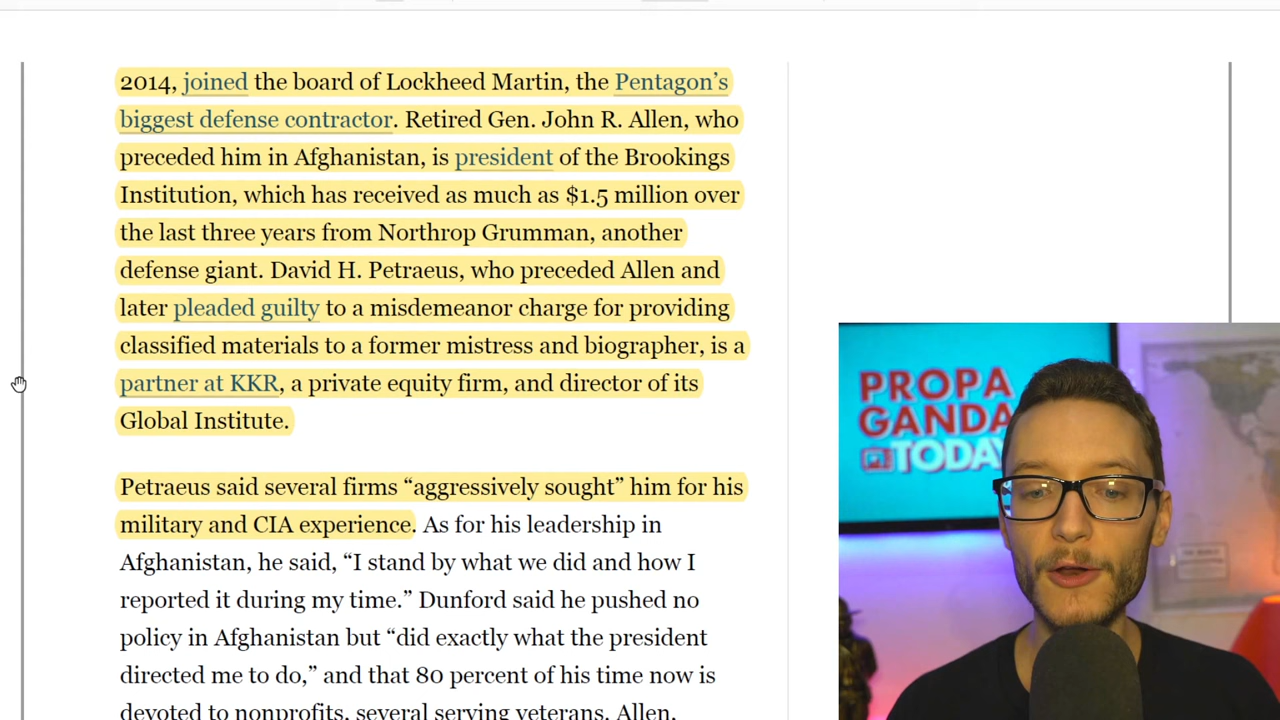 2014, joined the board of Lockheed Martin, the Pentagon’s
biggest defense contractor. Retired Gen. John R. Allen, who
preceded him in Afghanistan, is president of the Brookings
Institution, which has received as much as $1.5 million over
the last three years from Northrop Grumman, another
defense giant. David H. Petraeus, who preceded Allen and
later pleaded guilty to a misdemeanor charge for providing
classified materials to a former mistress and biographer, is a
partner at KKR, a private equity firm, and director of its
Global Institute.
Petraeus said several firms “aggressively sought” him for his
military and CIA experience. As for his leadership in
Afghanistan, he said, “I stand by what we did and how I
reported it during my time.” Dunford said he pushed no
policy in Afghanistan but “did exactly what the president
directed me to do,” and that 80 percent of his time now is
devoted to nonprofits, several serving veterans. Allen,
PROPA
GANDA
TODAY